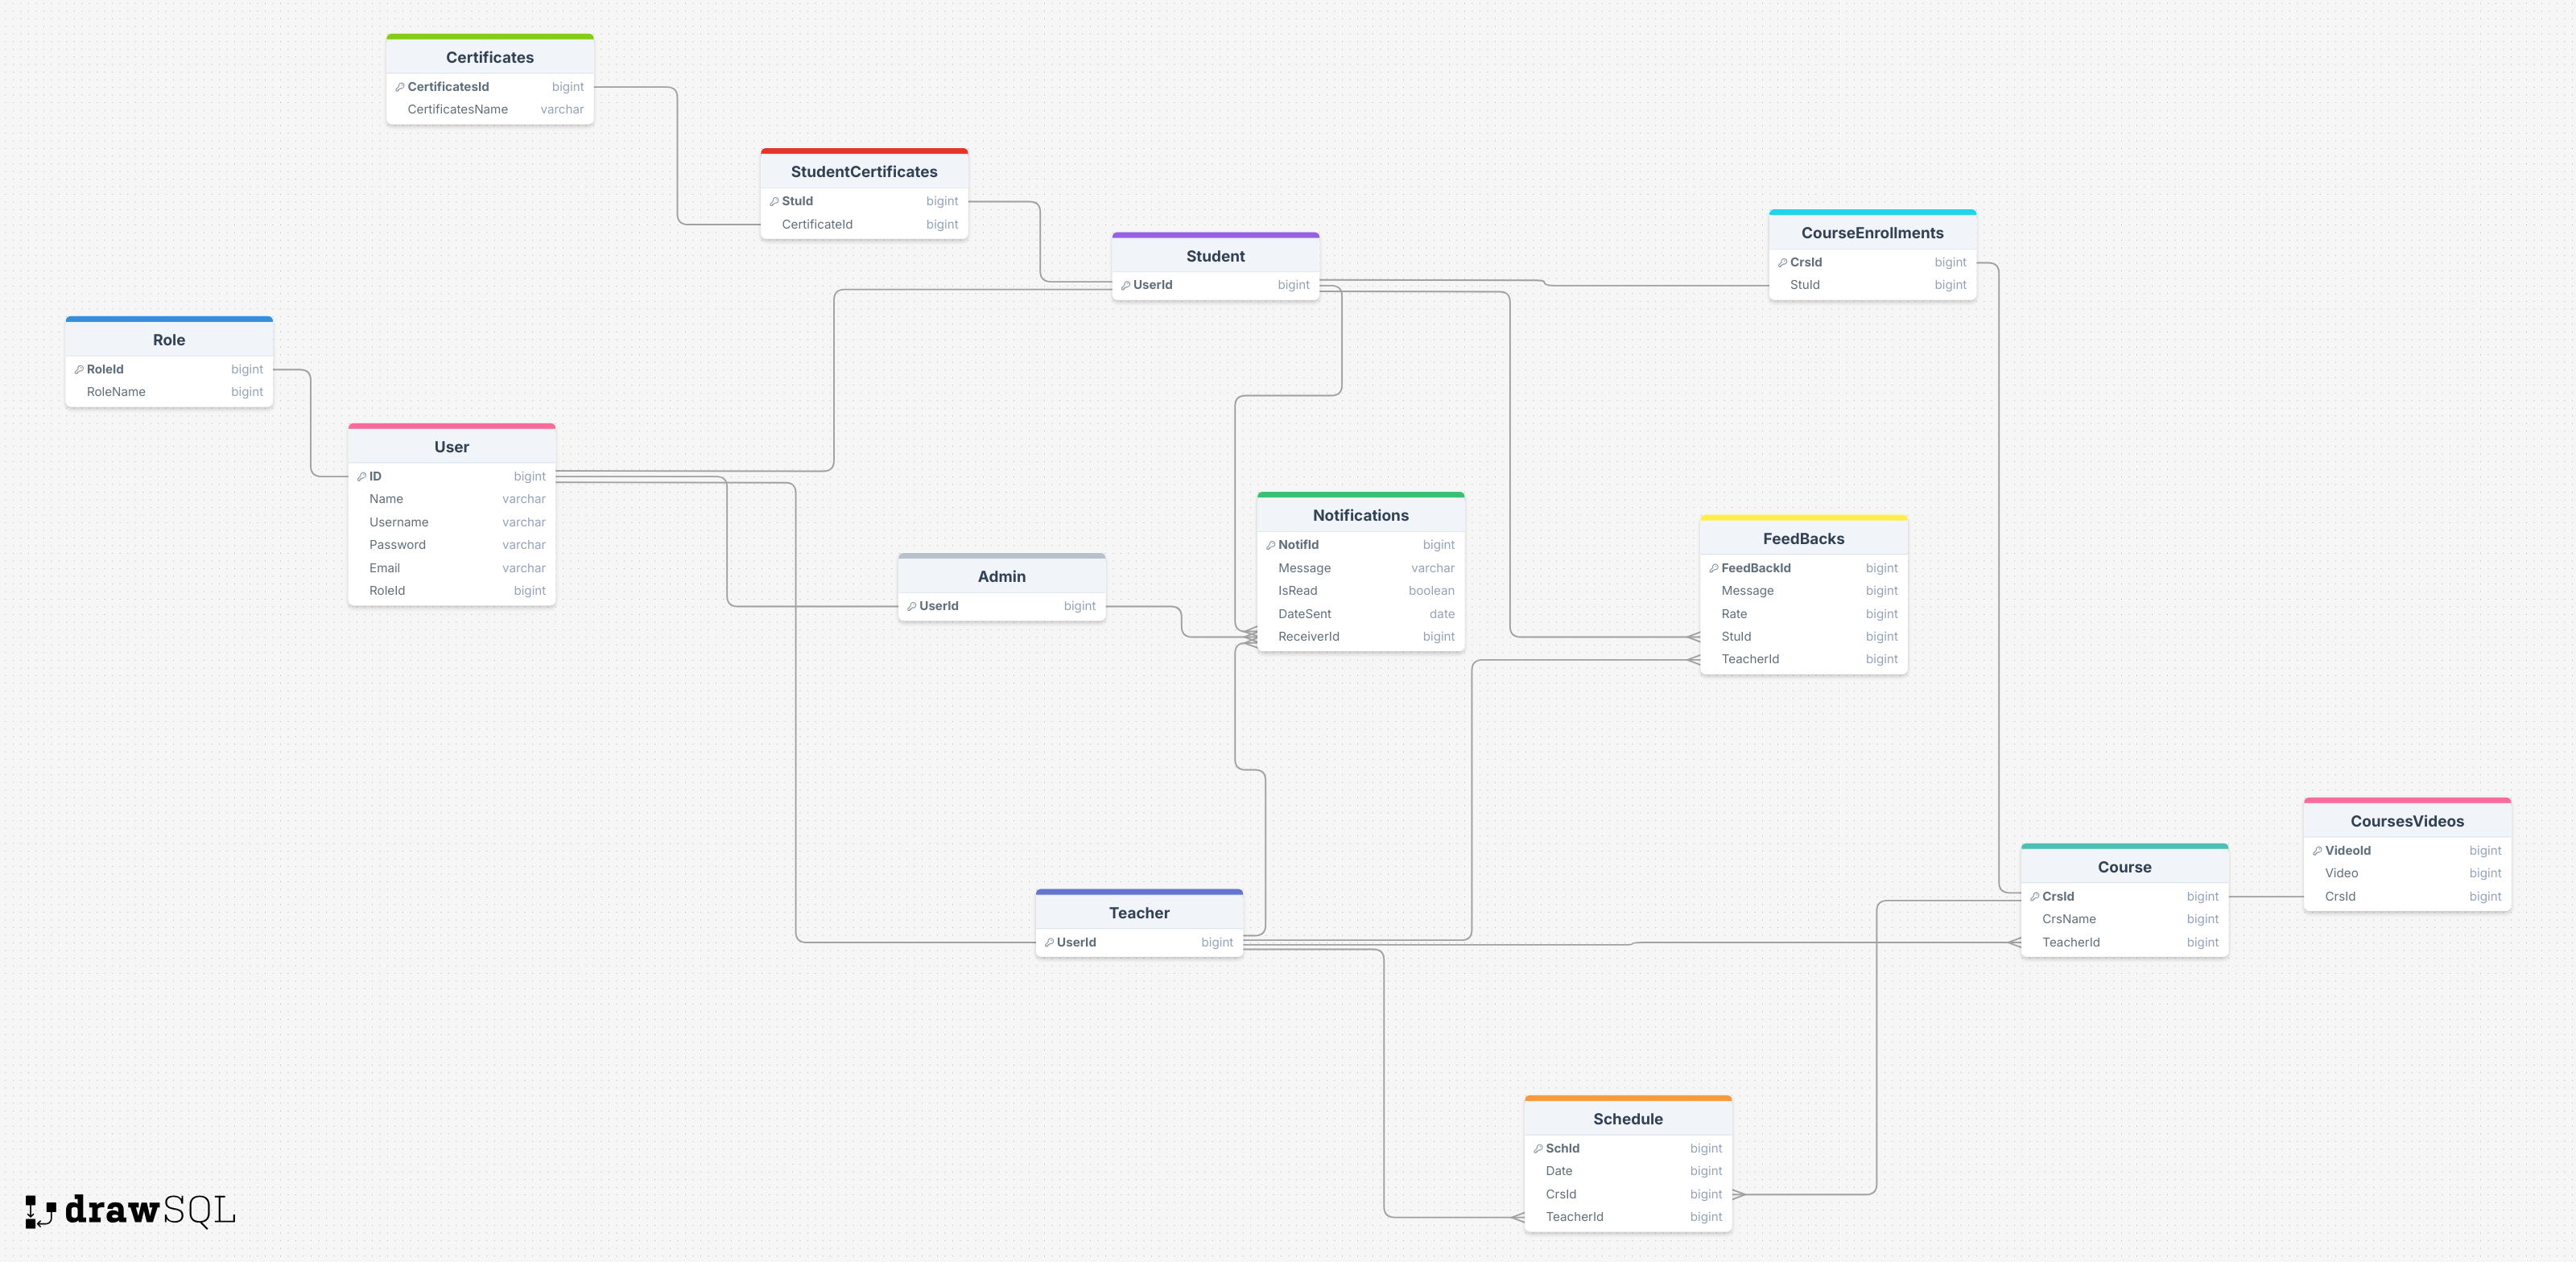 Certificates
CertificatesId bigint
CertificatesName varchar
StudentCertificates
StuId bigint
CertificateId bigint
Student
UserId bigint
CourseEnrollments
CrsId bigint
StuId bigint
Role
RoleId bigint
RoleName bigint
User
ID bigint
Name varchar
Username varchar
Password varchar
Email varchar
RoleId bigint
Admin
UserId bigint
Notifications
NotifId bigint
Message varchar
IsRead boolean
DateSent date
ReceiverId bigint
FeedBacks
FeedBackId bigint
Message bigint
Rate bigint
StuId bigint
TeacherId bigint
Teacher
UserId bigint
Course
CrsId bigint
CrsName bigint
TeacherId bigint
CoursesVideos
VideoId bigint
Video bigint
CrsId bigint
Schedule
SchId bigint
Date bigint
CrsId bigint
TeacherId bigint
drawSQL